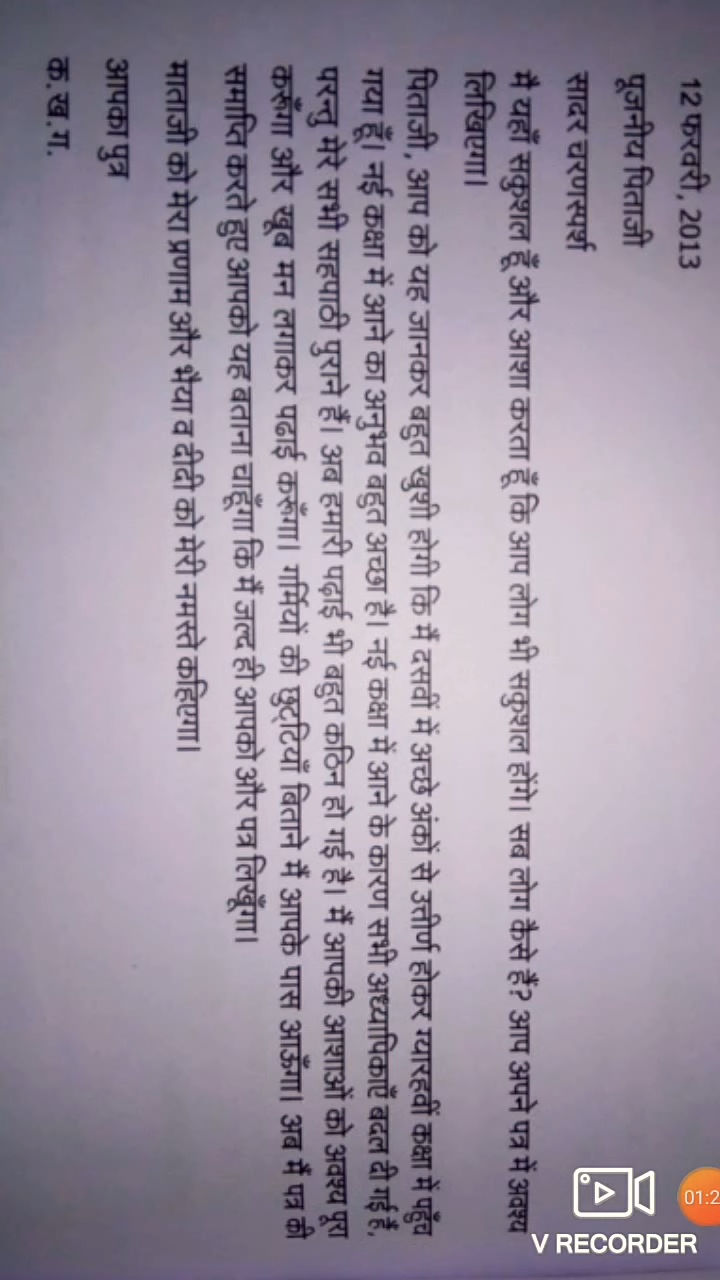 12 फरवरी, 2013
पूजनीय पिताजी
सादर चरणस्पर्श
मै यहाँ सकुशल हूँ और आशा करता हूँ कि आप लोग भी सकुशल होंगे। सब लोग कैसे हैं? आप अपने पत्र में अवश्य
लिखिएगा।
पिताजी, आप को यह जानकर बहुत खुशी होगी कि मैं दसवीं में अच्छे अंकों से उत्तीर्ण होकर ग्यारहवीं कक्षा में पहुँच
गया हूँ। नई कक्षा में आने का अनुभव बहुत अच्छा है। नई कक्षा में आने के कारण सभी अध्यापिकाएँ बदल दी गई हैं,
परन्तु मेरे सभी सहपाठी पुराने हैं। अब हमारी पढ़ाई भी बहुत कठिन हो गई है। मैं आपकी आशाओं को अवश्य पूरा
करूँगा और खूब मन लगाकर पढाई करूँगा। गर्मियों की छुट्टियाँ बिताने मैं आपके पास आऊँगा। अब मैं पत्र की
समाप्ति करते हुए आपको यह बताना चाहूँगा कि मैं जल्द ही आपको और पत्र लिखूँगा।
माताजी को मेरा प्रणाम और भैया व दीदी को मेरी नमस्ते कहिएगा।
आपका पुत्र
क.ख.ग.
V RECORDER